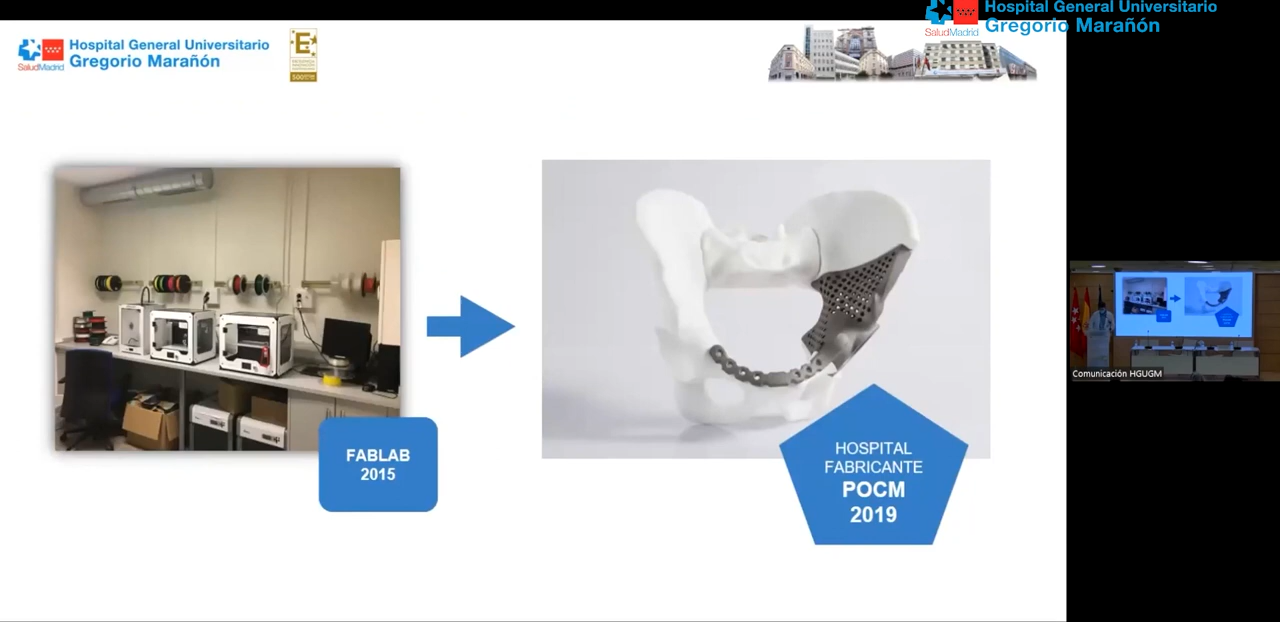 Hospital General Universitario
Gregorio Marañón
SaludMadrid
Hospital General Universitario
Gregorio Marañón
SaludMadrid
E
500
FABLAB
2015
HOSPITAL
FABRICANTE
POCM
2019
Comunicación HGUGM